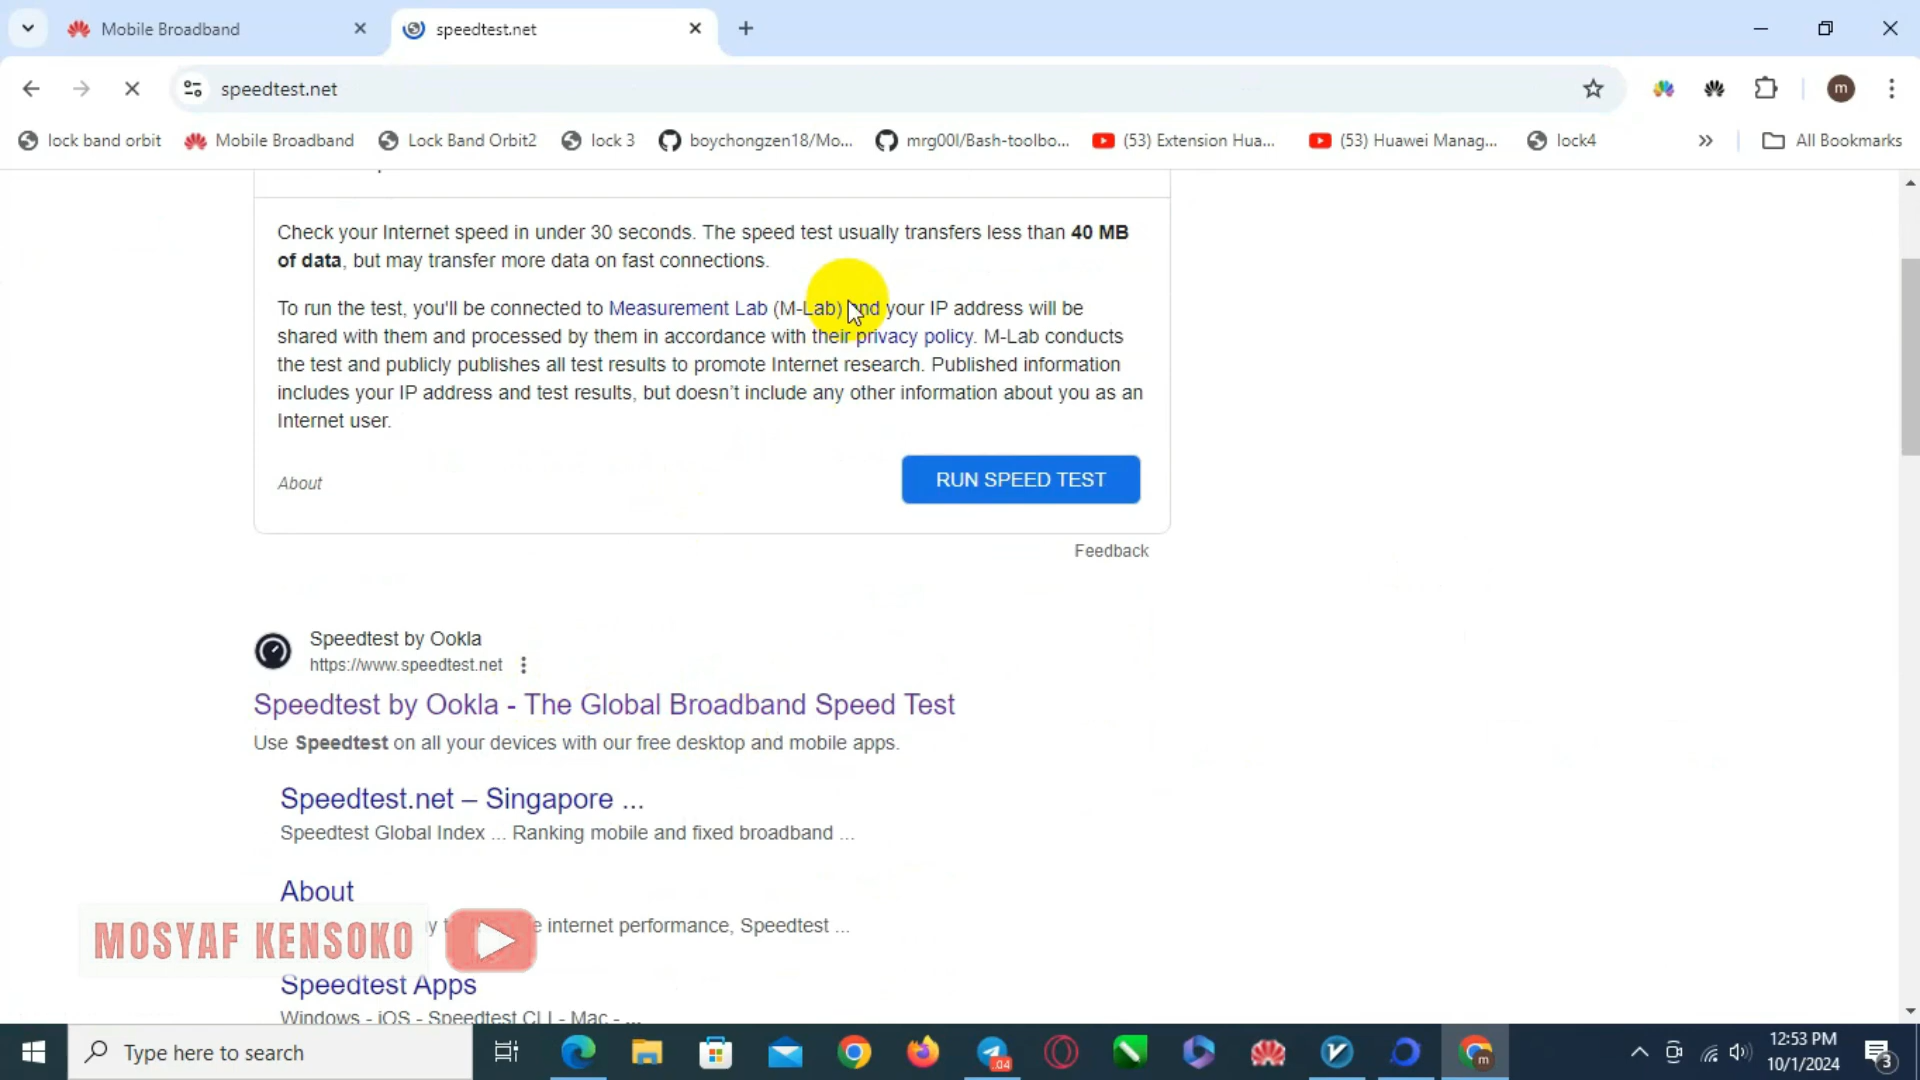 Mobile Broadband
speedtest.net
speedtest.net
m
lock band orbit
Mobile Broadband
Lock Band Orbit2
lock 3
boychongzen18/Mo...
mrg00l/Bash-toolbo...
(53) Extension Hua...
(53) Huawei Manag...
lock4
All Bookmarks
Check your Internet speed in under 30 seconds. The speed test usually transfers less than 40 MB
of data, but may transfer more data on fast connections.
To run the test, you'll be connected to Measurement Lab (M-Lab) and your IP address will be
shared with them and processed by them in accordance with their privacy policy. M-Lab conducts
the test and publicly publishes all test results to promote Internet research. Published information
includes your IP address and test results, but doesn't include any other information about you as an
Internet user.
About
RUN SPEED TEST
Feedback
Speedtest by Ookla
https://www.speedtest.net
Speedtest by Ookla - The Global Broadband Speed Test
Use Speedtest on all your devices with our free desktop and mobile apps.
Speedtest.net – Singapore ...
Speedtest Global Index ... Ranking mobile and fixed broadband ...
About
internet performance, Speedtest ...
MOSYAF KENSOKO
Speedtest Apps
Windows - iOS - Speedtest CLI - Mac - ...
Type here to search
.04
m
12:53 PM
10/1/2024
3